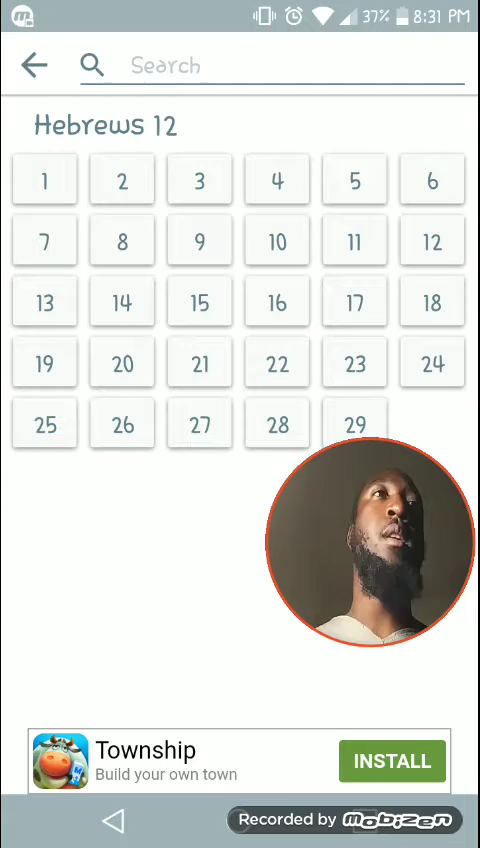 37% 8:31 PM
Search
Hebrews 12
1 2 3 4 5 6
7 8 9 10 11 12
13 14 15 16 17 18
19 20 21 22 23 24
25 26 27 28 29
Township
Build your own town
INSTALL
Recorded by mobizen